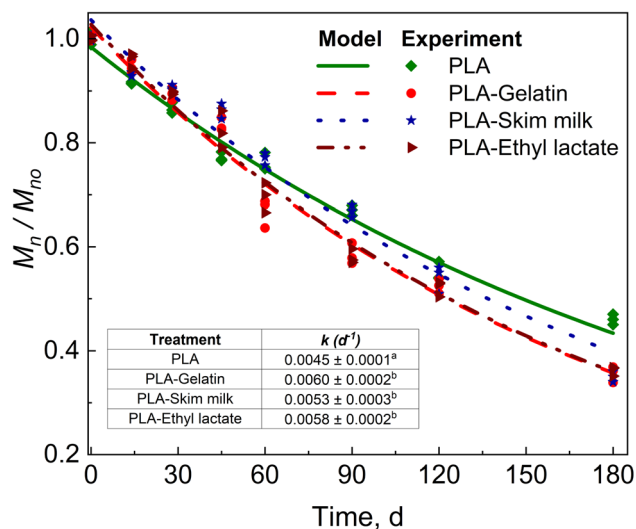 Model Experiment
PLA
PLA-Gelatin
PLA-Skim milk
PLA-Ethyl lactate
M_n / M_no
1.0
0.8
0.6
0.4
0.2
Treatment k (d⁻¹)
PLA 0.0045 ± 0.0001ᵃ
PLA-Gelatin 0.0060 ± 0.0002ᵇ
PLA-Skim milk 0.0053 ± 0.0003ᵇ
PLA-Ethyl lactate 0.0058 ± 0.0002ᵇ
0 30 60 90 120 150 180
Time, d